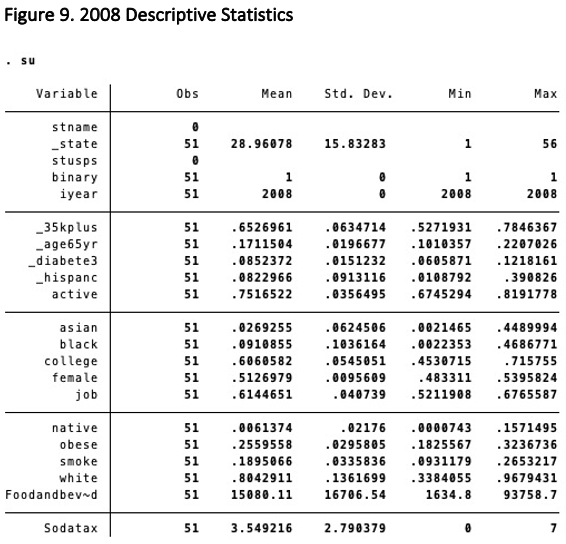 Figure 9. 2008 Descriptive Statistics
. su
Variable Obs Mean Std. Dev. Min Max
stname 0
_state 51 28.96078 15.83283 1 56
stusps 0
binary 51 1 0 1 1
iyear 51 2008 0 2008 2008
_35kplus 51 .6526961 .0634714 .5271931 .7846367
_age65yr 51 .1711504 .0196677 .1010357 .2207026
_diabete3 51 .0852372 .0151232 .0605871 .1218161
_hispanc 51 .0822966 .0913116 .0108792 .390826
active 51 .7516522 .0356495 .6745294 .8191778
asian 51 .0269255 .0624506 .0021465 .4489994
black 51 .0910855 .1036164 .0022353 .4686771
college 51 .6060582 .0545051 .4530715 .715755
female 51 .5126979 .0095609 .483311 .5395824
job 51 .6144651 .040739 .5211908 .6765587
native 51 .0061374 .02176 .0000743 .1571495
obese 51 .2559558 .0295805 .1825567 .3236736
smoke 51 .1895066 .0335836 .0931179 .2653217
white 51 .8042911 .1361699 .3384055 .9679431
Foodandbev~d 51 15080.11 16706.54 1634.8 93758.7
Sodatax 51 3.549216 2.790379 0 7